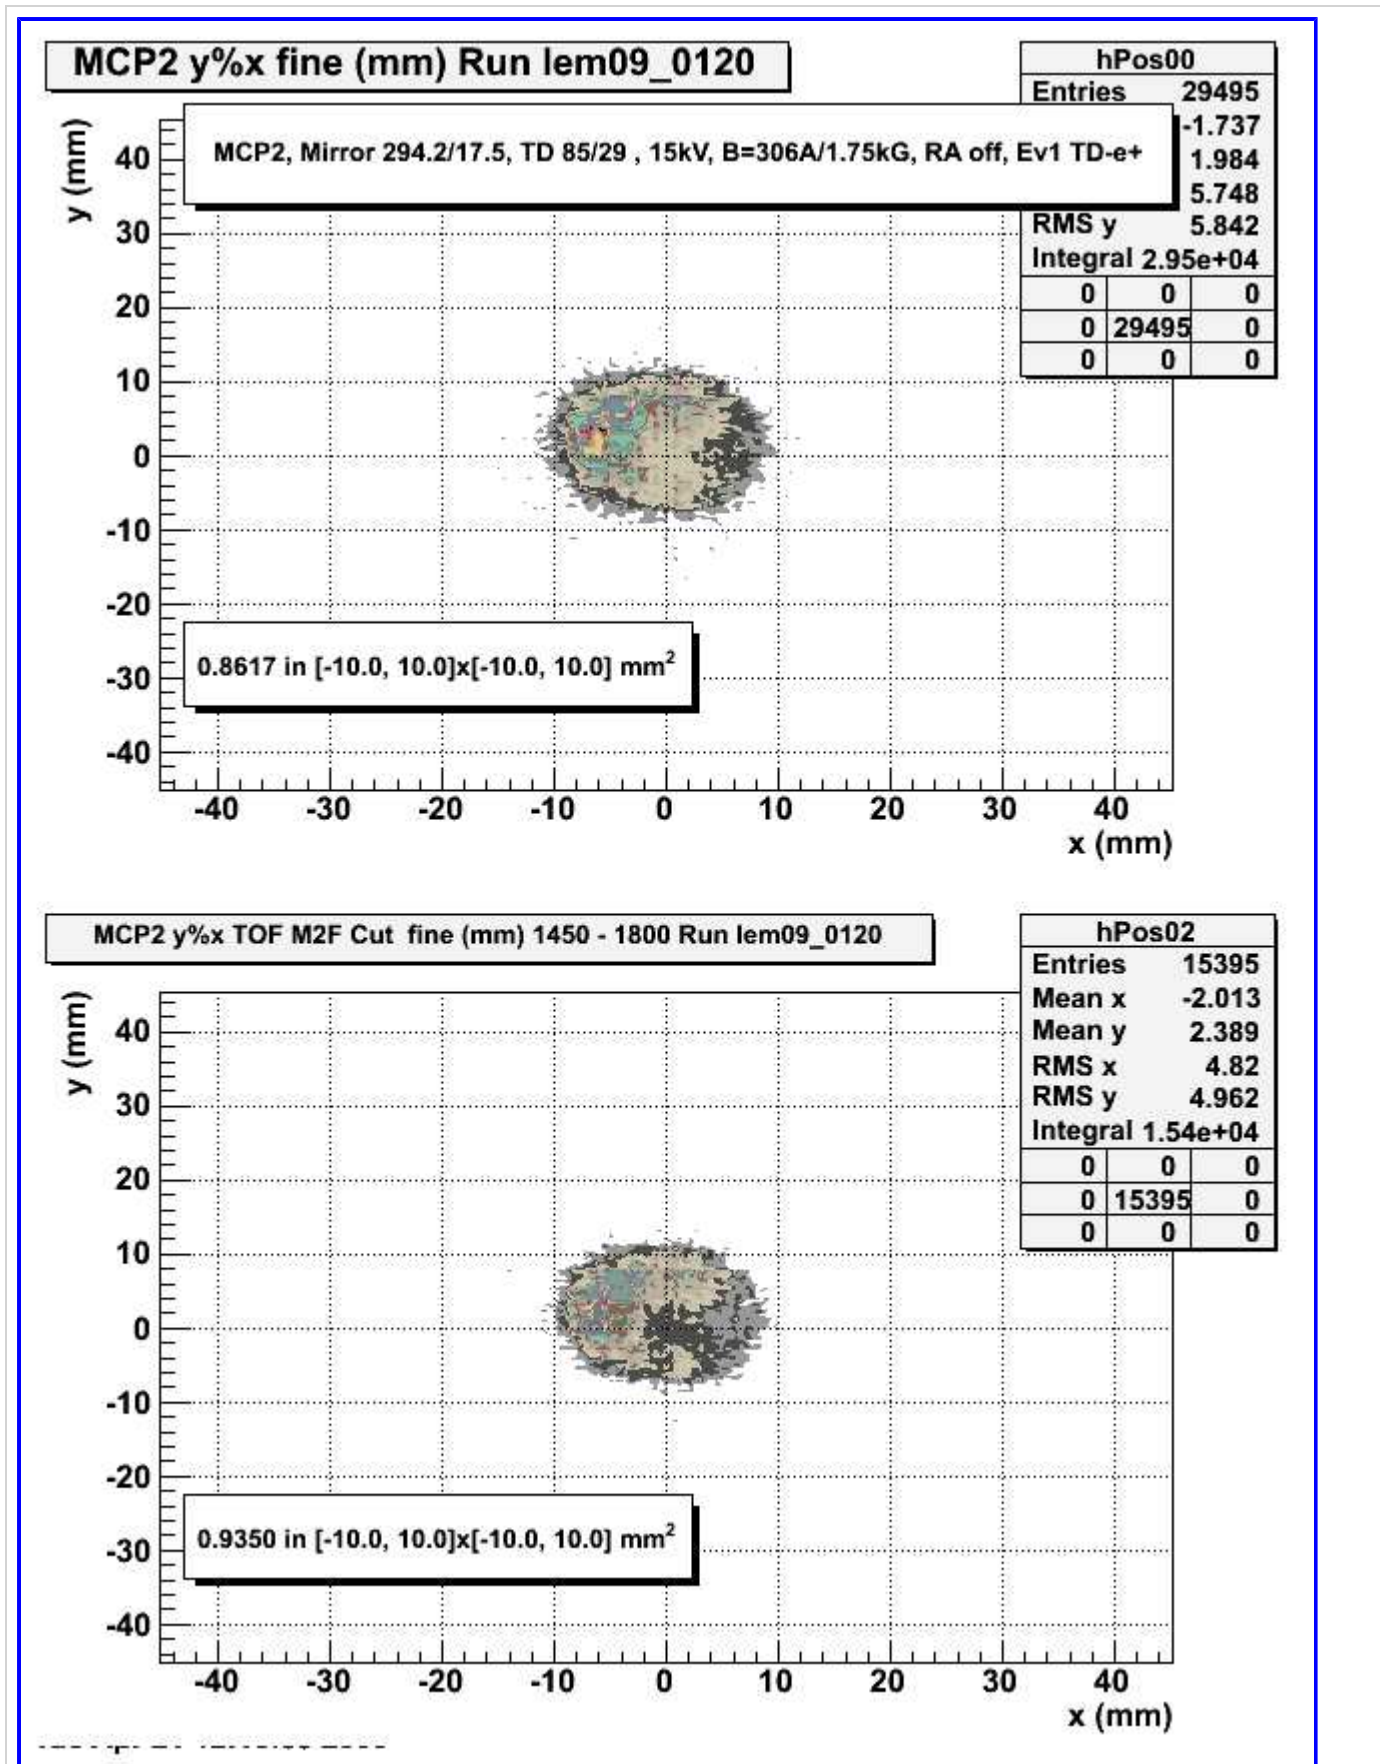 MCP2 y%x fine (mm) Run lem09_0120
hPos00
Entries 29495
-1.737
1.984
5.748
RMS y 5.842
Integral 2.95e+04
0 0 0
0 29495 0
0 0 0
MCP2, Mirror 294.2/17.5, TD 85/29 , 15kV, B=306A/1.75kG, RA off, Ev1 TD-e+
y (mm)
40
30
20
10
0
-10
-20
-30
-40
0.8617 in [-10.0, 10.0]x[-10.0, 10.0] mm²
-40 -30 -20 -10 0 10 20 30 40
x (mm)
MCP2 y%x TOF M2F Cut fine (mm) 1450 - 1800 Run lem09_0120
hPos02
Entries 15395
Mean x -2.013
Mean y 2.389
RMS x 4.82
RMS y 4.962
Integral 1.54e+04
0 0 0
0 15395 0
0 0 0
y (mm)
40
30
20
10
0
-10
-20
-30
-40
0.9350 in [-10.0, 10.0]x[-10.0, 10.0] mm²
-40 -30 -20 -10 0 10 20 30 40
x (mm)